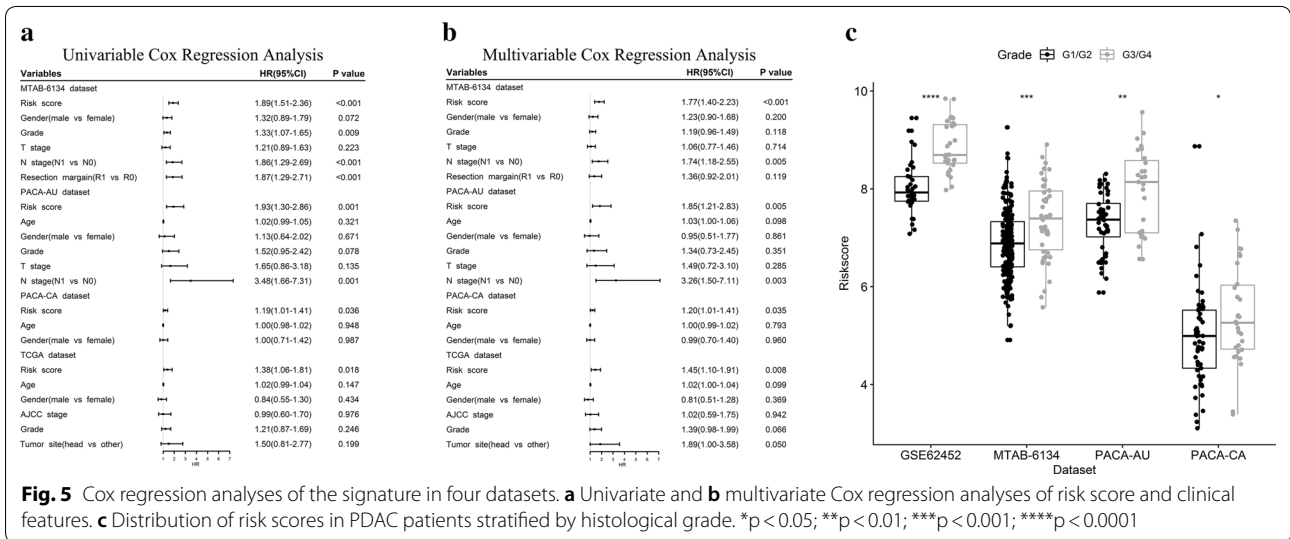 a
Univariable Cox Regression Analysis
Variables HR(95%CI) P value
MTAB-6134 dataset
Risk score 1.89(1.51-2.36) <0.001
Gender(male vs female) 1.32(0.89-1.79) 0.072
Grade 1.33(1.07-1.65) 0.009
T stage 1.21(0.89-1.63) 0.223
N stage(N1 vs N0) 1.86(1.29-2.69) <0.001
Resection margain(R1 vs R0) 1.87(1.29-2.71) <0.001
PACA-AU dataset
Risk score 1.93(1.30-2.86) 0.001
Age 1.02(0.99-1.05) 0.321
Gender(male vs female) 1.13(0.64-2.02) 0.671
Grade 1.52(0.95-2.42) 0.078
T stage 1.65(0.86-3.18) 0.135
N stage(N1 vs N0) 3.48(1.66-7.31) 0.001
PACA-CA dataset
Risk score 1.19(1.01-1.41) 0.036
Age 1.00(0.98-1.02) 0.948
Gender(male vs female) 1.00(0.71-1.42) 0.987
TCGA dataset
Risk score 1.38(1.06-1.81) 0.018
Age 1.02(0.99-1.04) 0.147
Gender(male vs female) 0.84(0.55-1.30) 0.434
AJCC stage 0.99(0.60-1.70) 0.976
Grade 1.21(0.87-1.69) 0.246
Tumor site(head vs other) 1.50(0.81-2.77) 0.199
1 2 3 4 5 6 7
HR
b
Multivariable Cox Regression Analysis
Variables HR(95%CI) P value
MTAB-6134 dataset
Risk score 1.77(1.40-2.23) <0.001
Gender(male vs female) 1.23(0.90-1.68) 0.200
Grade 1.19(0.96-1.49) 0.118
T stage 1.06(0.77-1.46) 0.714
N stage(N1 vs N0) 1.74(1.18-2.55) 0.005
Resection margain(R1 vs R0) 1.36(0.92-2.01) 0.119
PACA-AU dataset
Risk score 1.85(1.21-2.83) 0.005
Age 1.03(1.00-1.06) 0.098
Gender(male vs female) 0.95(0.51-1.77) 0.861
Grade 1.34(0.73-2.45) 0.351
T stage 1.49(0.72-3.10) 0.285
N stage(N1 vs N0) 3.26(1.50-7.11) 0.003
PACA-CA dataset
Risk score 1.20(1.01-1.41) 0.035
Age 1.00(0.99-1.02) 0.793
Gender(male vs female) 0.99(0.70-1.40) 0.960
TCGA dataset
Risk score 1.45(1.10-1.91) 0.008
Age 1.02(1.00-1.04) 0.099
Gender(male vs female) 0.81(0.51-1.28) 0.369
AJCC stage 1.02(0.59-1.75) 0.942
Grade 1.39(0.98-1.99) 0.066
Tumor site(head vs other) 1.89(1.00-3.58) 0.050
1 2 3 4 5 6 7
HR
c
Grade G1/G2 G3/G4
**** *** ** *
10
8
6
4
Riskscore
GSE62452 MTAB-6134 PACA-AU PACA-CA
Dataset
Fig. 5 Cox regression analyses of the signature in four datasets. a Univariate and b multivariate Cox regression analyses of risk score and clinical
features. c Distribution of risk scores in PDAC patients stratified by histological grade. *p < 0.05; **p < 0.01; ***p < 0.001; ****p < 0.0001